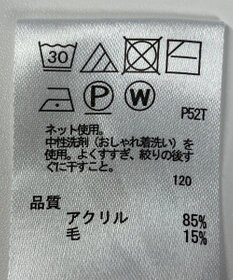 30
P W
P52T
ネット使用。
中性洗剤（おしゃれ着洗い）を
使用。よくすすぎ、絞りの後す
ぐに干すこと。
120
品質
アクリル 85%
毛 15%